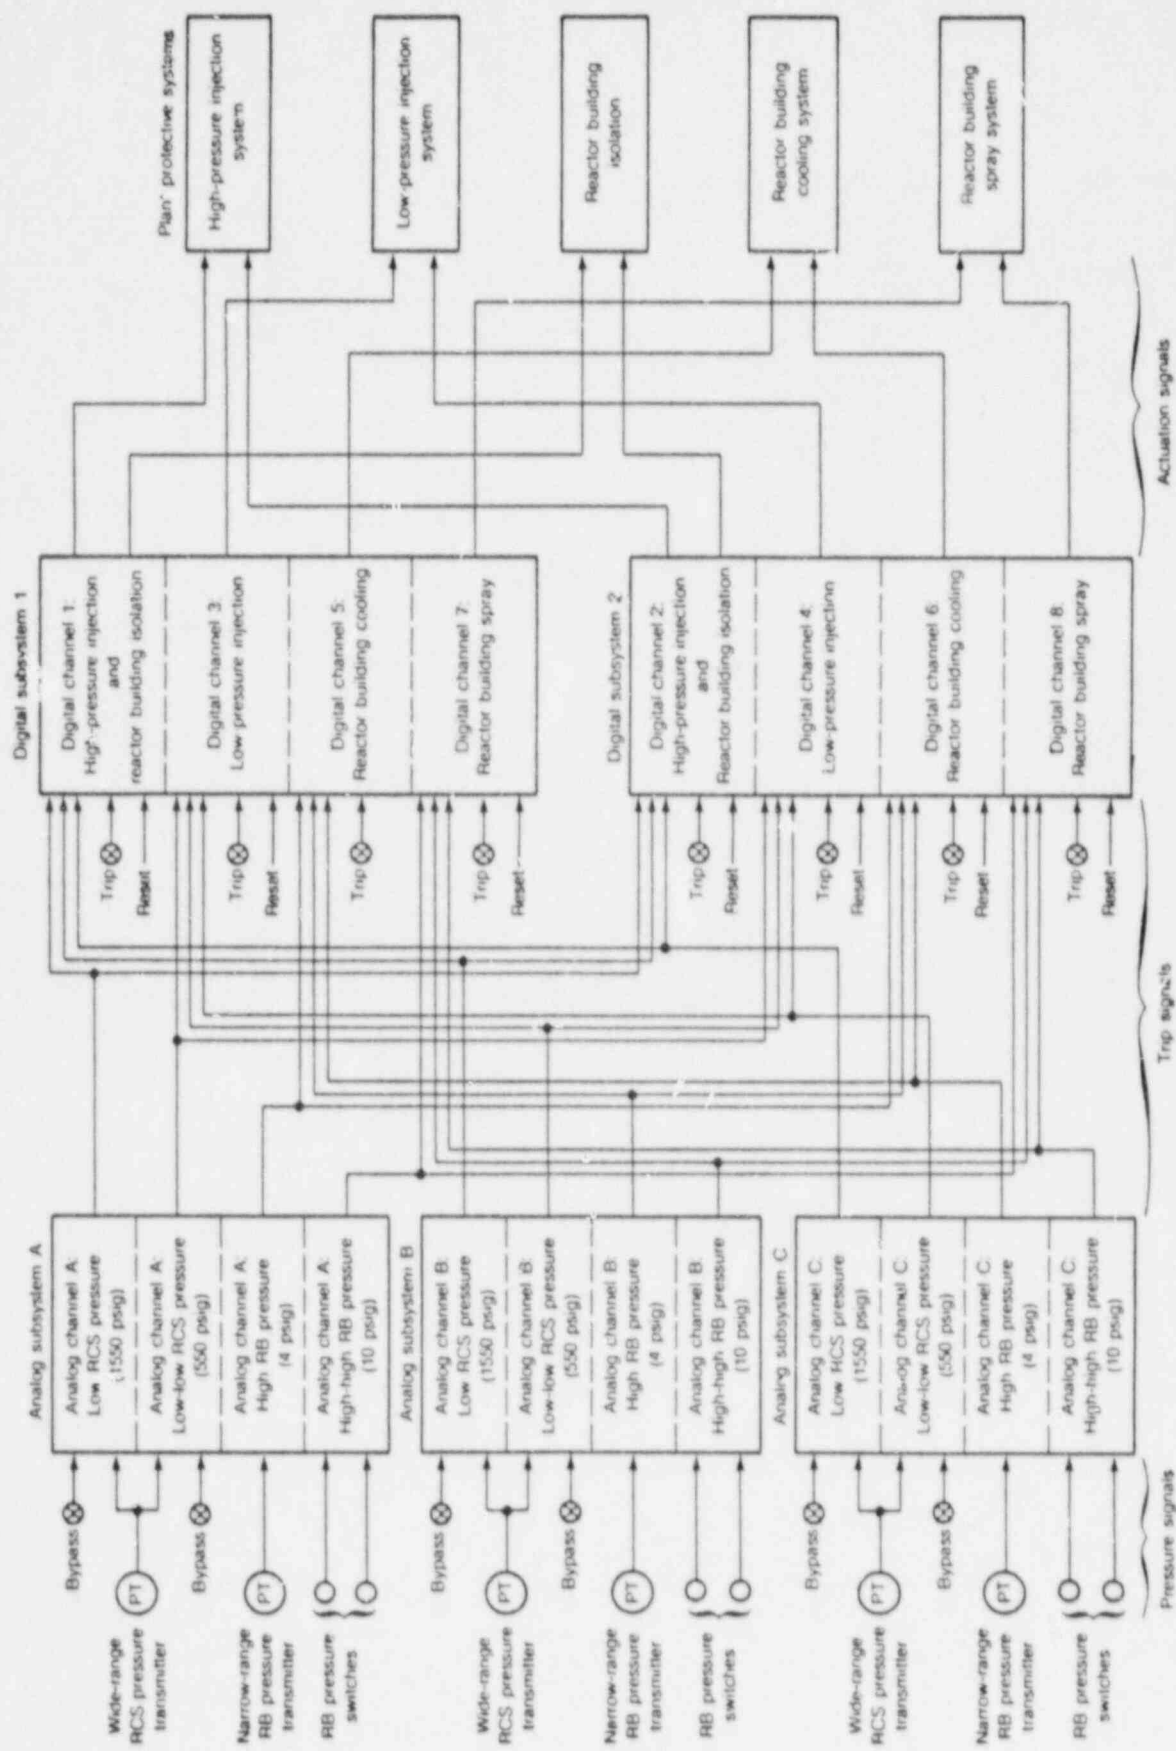 Wide-range
RCS pressure
transmitter
Narrow-range
RB pressure
transmitter
RB pressure
switches
Wide-range
RCS pressure
transmitter
Narrow-range
RB pressure
transmitter
RB pressure
switches
Wide-range
RCS pressure
transmitter
Narrow-range
RB pressure
transmitter
RB pressure
switches
Bypass
PT
Bypass
PT
Bypass
PT
Bypass
PT
Bypass
PT
Bypass
PT
Pressure signals
Analog subsystem A
Analog channel A:
Low RCS pressure
(1550 psig)
Analog channel A:
Low-low RCS pressure
(550 psig)
Analog channel A:
High RB pressure
(4 psig)
Analog channel A:
High-high RB pressure
(10 psig)
Analog subsystem B
Analog channel B:
Low RCS pressure
(1550 psig)
Analog channel B:
Low-low RCS pressure
(550 psig)
Analog channel B:
High RB pressure
(4 psig)
Analog channel B:
High-high RB pressure
(10 psig)
Analog subsystem C
Analog channel C:
Low RCS pressure
(1550 psig)
Analog channel C:
Low-low RCS pressure
(550 psig)
Analog channel C:
High RB pressure
(4 psig)
Analog channel C:
High-high RB pressure
(10 psig)
Trip signals
Trip
Reset
Trip
Reset
Trip
Trip
Reset
Trip
Reset
Trip
Reset
Trip
Reset
Trip
Reset
Digital subsystem 1
Digital channel 1:
High-pressure injection
and
reactor building isolation
Digital channel 3:
Low-pressure injection
Digital channel 5:
Reactor building cooling
Digital channel 7:
Reactor building spray
Digital subsystem 2
Digital channel 2:
High-pressure injection
and
Reactor building isolation
Digital channel 4:
Low-pressure injection
Digital channel 6:
Reactor building cooling
Digital channel 8:
Reactor building spray
Actuation signals
Plant protective systems
High-pressure injection
system
Low-pressure injection
system
Reactor building
isolation
Reactor building
cooling system
Reactor building
spray system